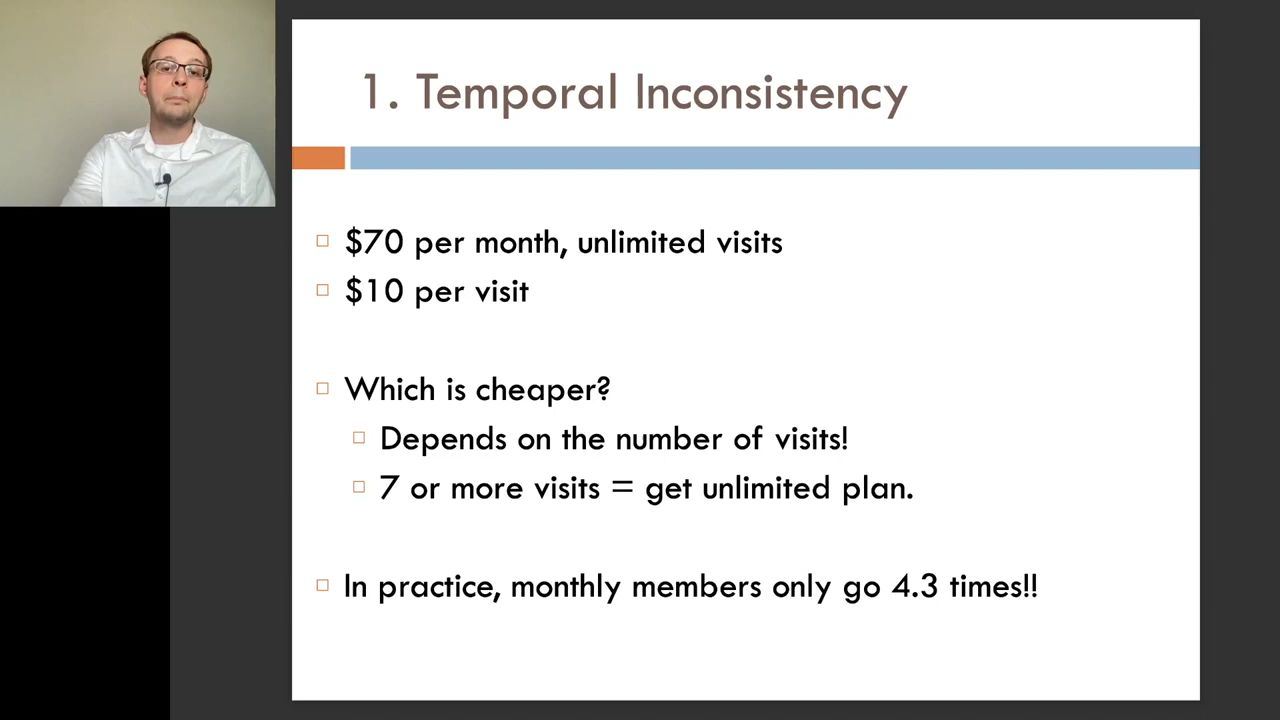 1. Temporal Inconsistency
$70 per month, unlimited visits
$10 per visit
Which is cheaper?
Depends on the number of visits!
7 or more visits = get unlimited plan.
In practice, monthly members only go 4.3 times!!